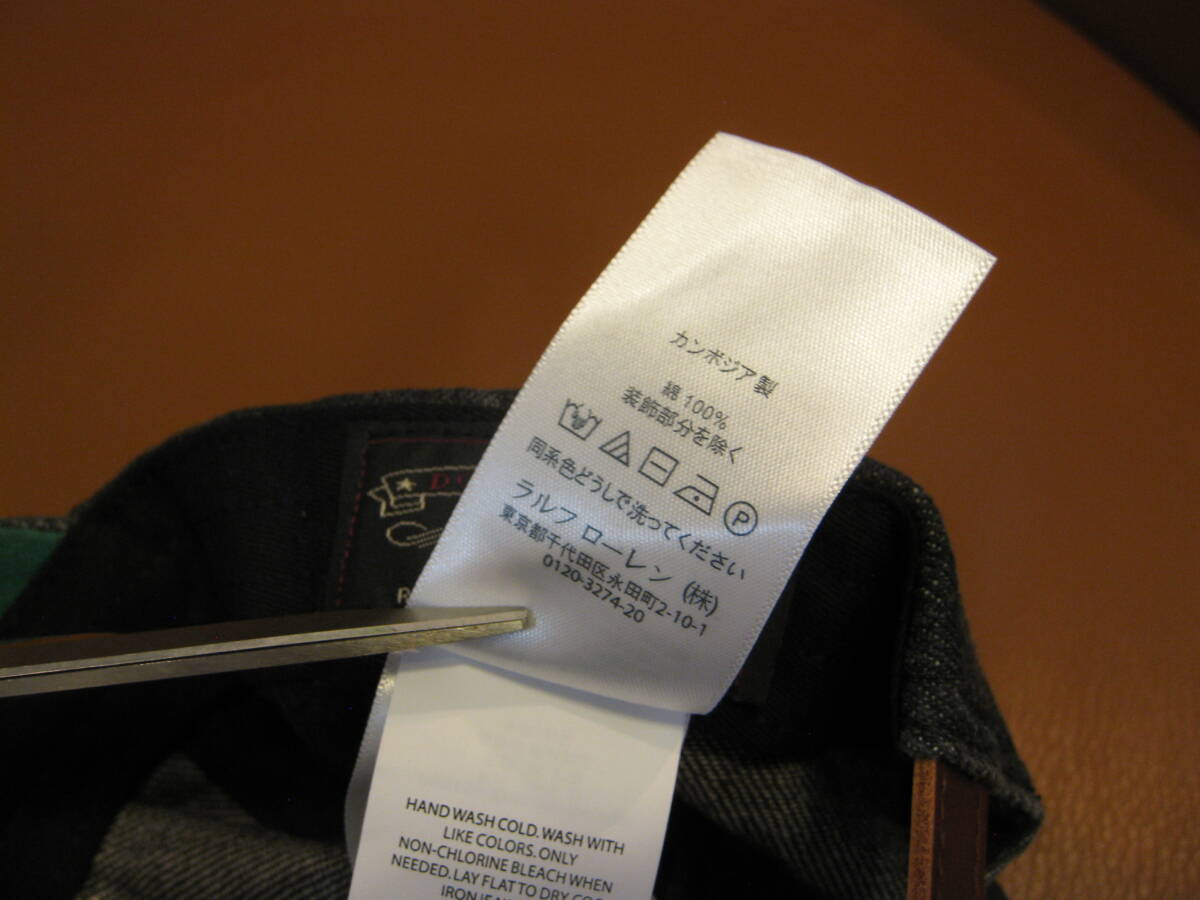 カンボジア製
綿 100%
装飾部分を除く
P
同系色どうしで洗ってください
ラルフ ローレン (株)
東京都千代田区永田町2-10-1
0120-3274-20
HAND WASH COLD. WASH WITH
LIKE COLORS. ONLY
NON-CHLORINE BLEACH WHEN
NEEDED. LAY FLAT TO DRY